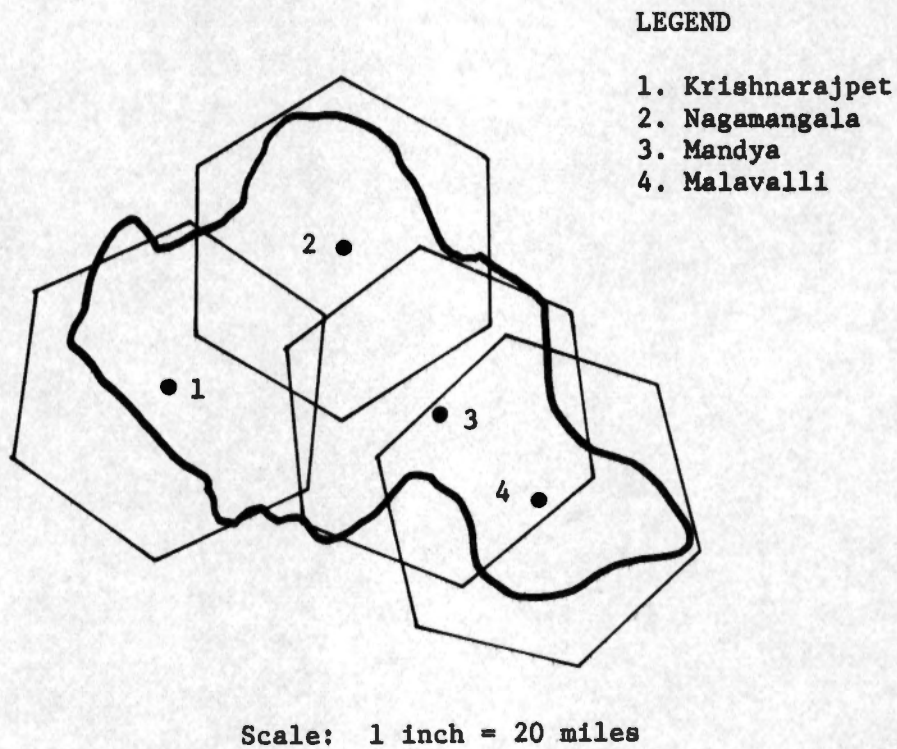 LEGEND
1. Krishnarajpet
2. Nagamangala
3. Mandya
4. Malavalli
2
1
3
4
Scale: 1 inch = 20 miles